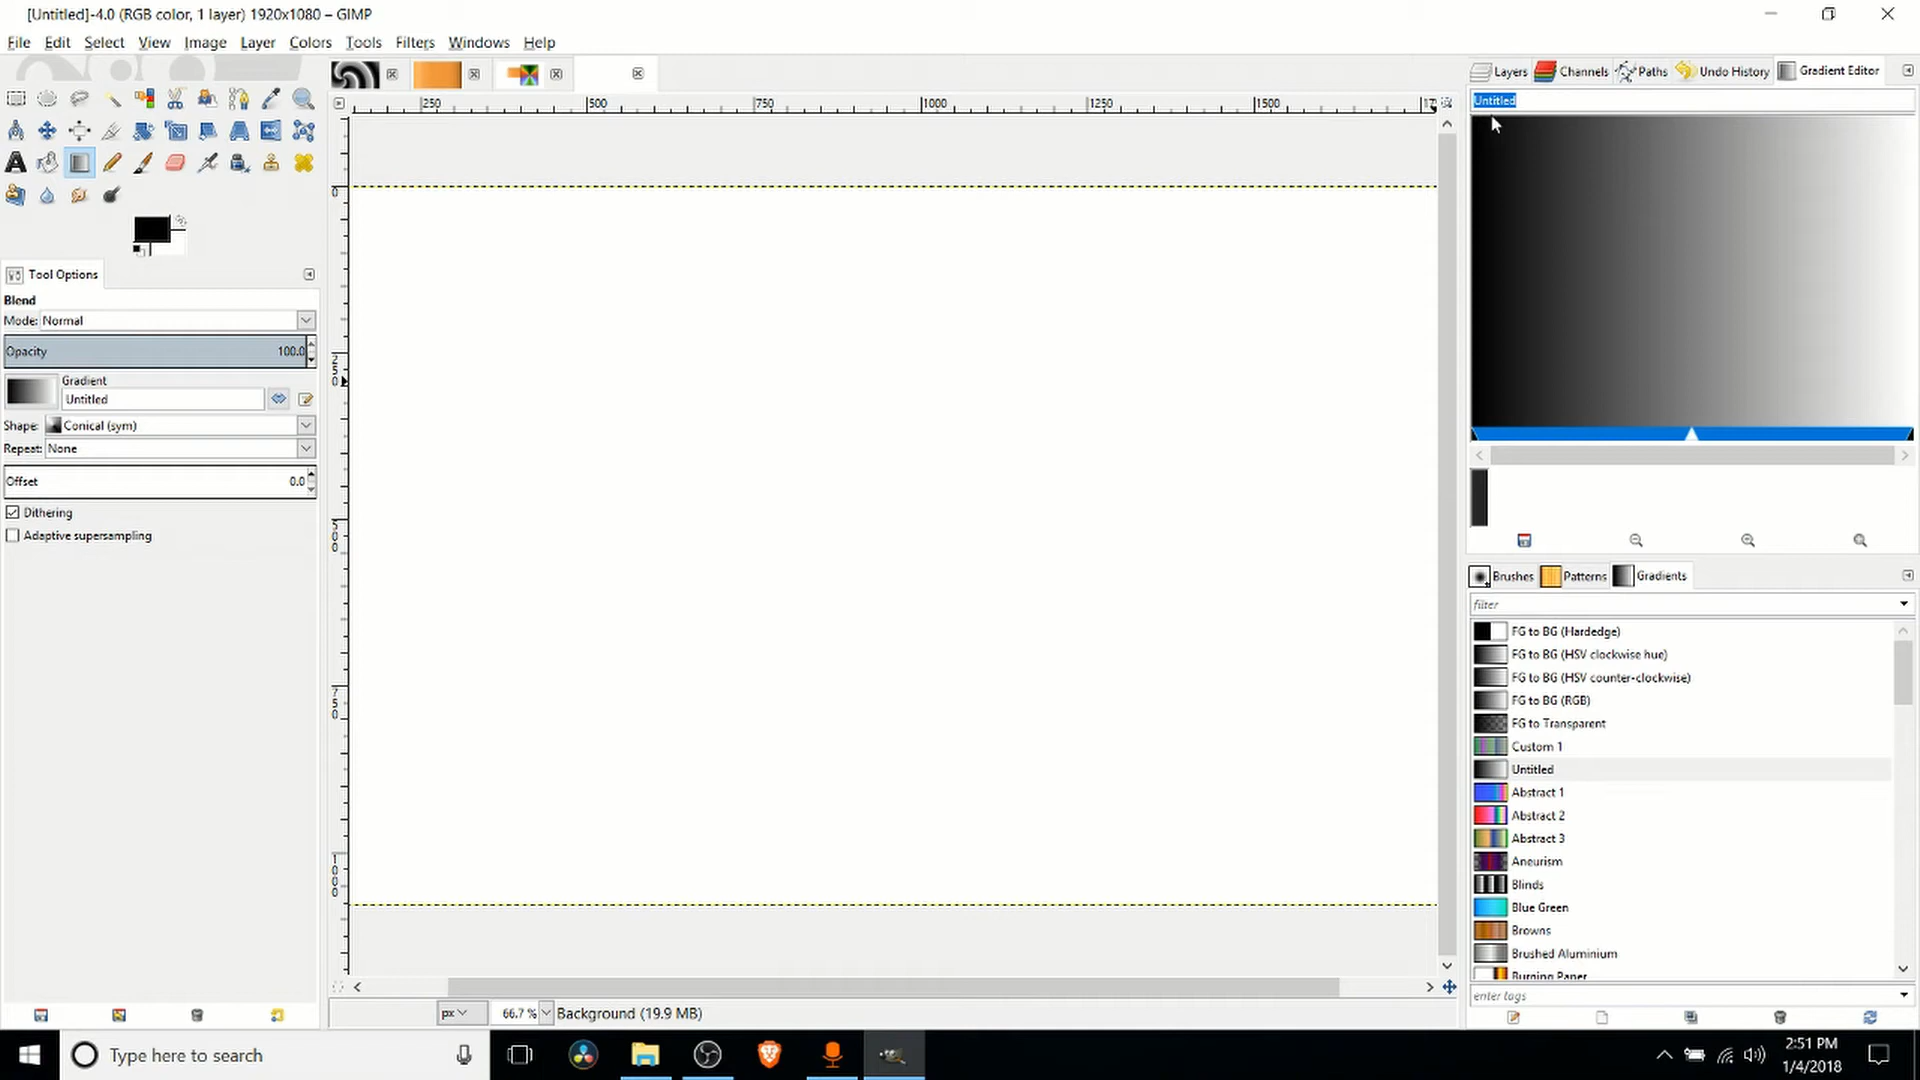 [Untitled]-4.0 (RGB color, 1 layer) 1920x1080 – GIMP
File Edit Select View Image Layer Colors Tools Filters Windows Help
Layers Channels Paths Undo History Gradient Editor
Untitled
250 500 750 1000 1250 1500
0
250
500
750
1000
Tool Options
Blend
Mode: Normal
Opacity 100.0
Gradient
Untitled
Shape: Conical (sym)
Repeat: None
Offset 0.0
Dithering
Adaptive supersampling
Brushes Patterns Gradients
filter
FG to BG (Hardedge)
FG to BG (HSV clockwise hue)
FG to BG (HSV counter-clockwise)
FG to BG (RGB)
FG to Transparent
Custom 1
Untitled
Abstract 1
Abstract 2
Abstract 3
Aneurism
Blinds
Blue Green
Browns
Brushed Aluminium
Burning Paper
enter tags
px 66.7 % Background (19.9 MB)
Type here to search
2:51 PM
1/4/2018